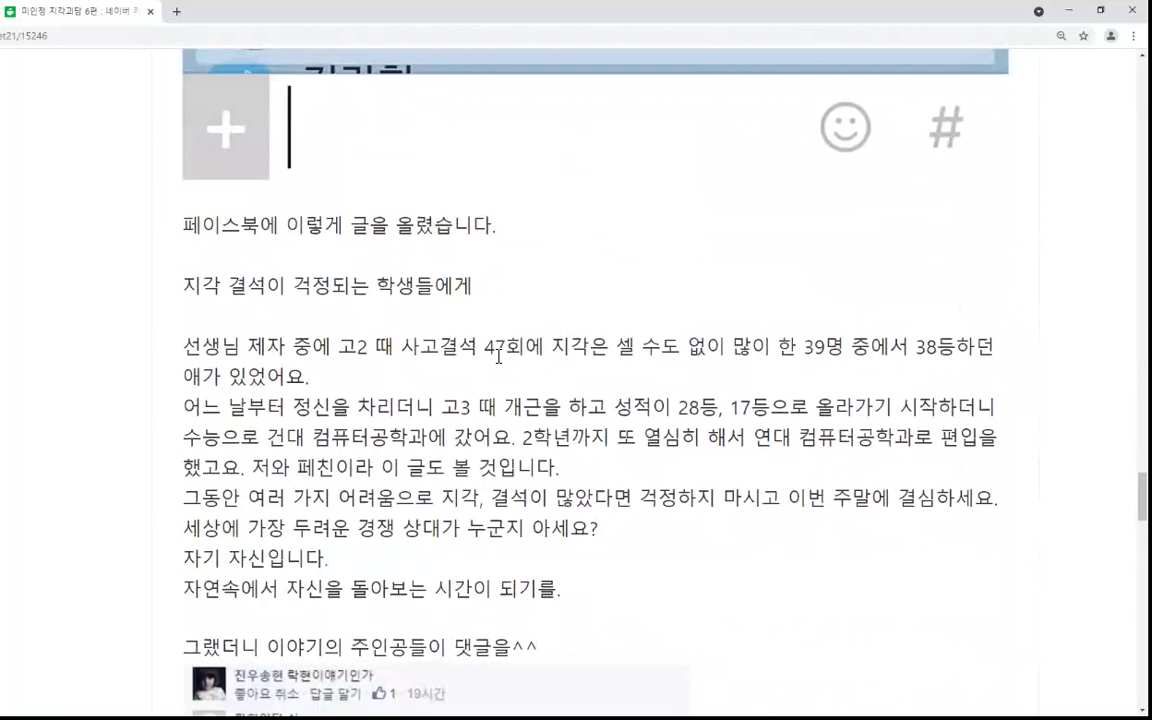 미인정 지각괴담 6편 : 네이버
et21/15246
페이스북에 이렇게 글을 올렸습니다.
지각 결석이 걱정되는 학생들에게
선생님 제자 중에 고2 때 사고결석 47회에 지각은 셀 수도 없이 많이 한 39명 중에서 38등하던
애가 있었어요.
어느 날부터 정신을 차리더니 고3 때 개근을 하고 성적이 28등, 17등으로 올라가기 시작하더니
수능으로 건대 컴퓨터공학과에 갔어요. 2학년까지 또 열심히 해서 연대 컴퓨터공학과로 편입을
했고요. 저와 페친이라 이 글도 볼 것입니다.
그동안 여러 가지 어려움으로 지각, 결석이 많았다면 걱정하지 마시고 이번 주말에 결심하세요.
세상에 가장 두려운 경쟁 상대가 누군지 아세요?
자기 자신입니다.
자연속에서 자신을 돌아보는 시간이 되기를.
그랬더니 이야기의 주인공들이 댓글을^^
진우송현 락현이얘기인가
좋아요 취소 · 답글 달기 · 1 · 19시간